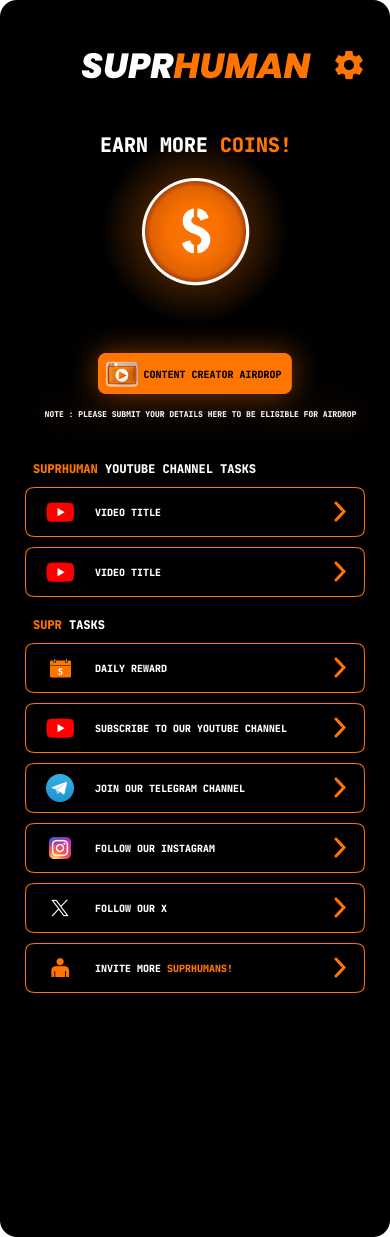 SUPRHUMAN
EARN MORE COINS!
$
CONTENT CREATOR AIRDROP
NOTE : PLEASE SUBMIT YOUR DETAILS HERE TO BE ELIGIBLE FOR AIRDROP
SUPRHUMAN YOUTUBE CHANNEL TASKS
VIDEO TITLE
VIDEO TITLE
SUPR TASKS
$
DAILY REWARD
SUBSCRIBE TO OUR YOUTUBE CHANNEL
JOIN OUR TELEGRAM CHANNEL
FOLLOW OUR INSTAGRAM
FOLLOW OUR X
INVITE MORE SUPRHUMANS!